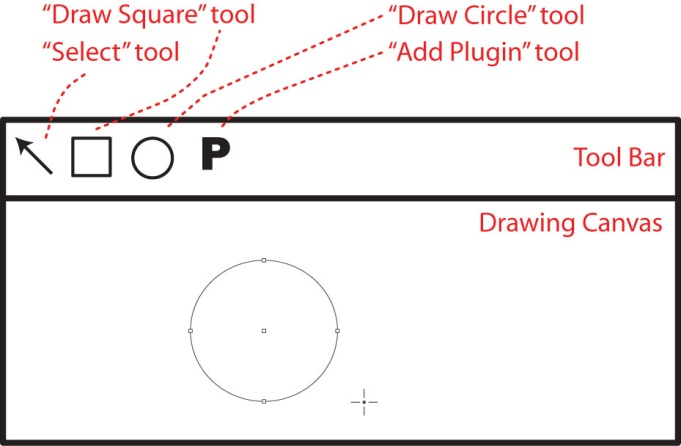 “Draw Square” tool
“Draw Circle” tool
“Select” tool
“Add Plugin” tool
P
Tool Bar
Drawing Canvas